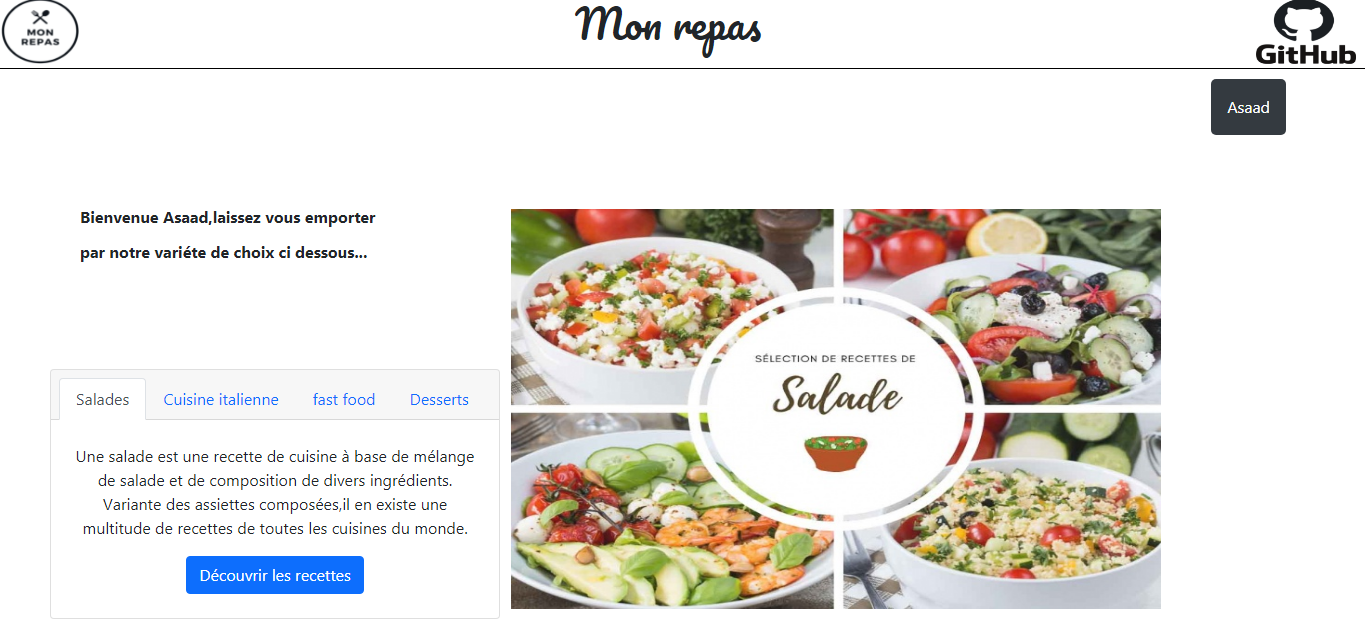 MON
REPAS
Mon repas
GitHub
Asaad
Bienvenue Asaad,laissez vous emporter
par notre variéte de choix ci dessous...
Salades
Cuisine italienne
fast food
Desserts
Une salade est une recette de cuisine à base de mélange
de salade et de composition de divers ingrédients.
Variante des assiettes composées,il en existe une
multitude de recettes de toutes les cuisines du monde.
Découvrir les recettes
SÉLECTION DE RECETTES DE
Salade